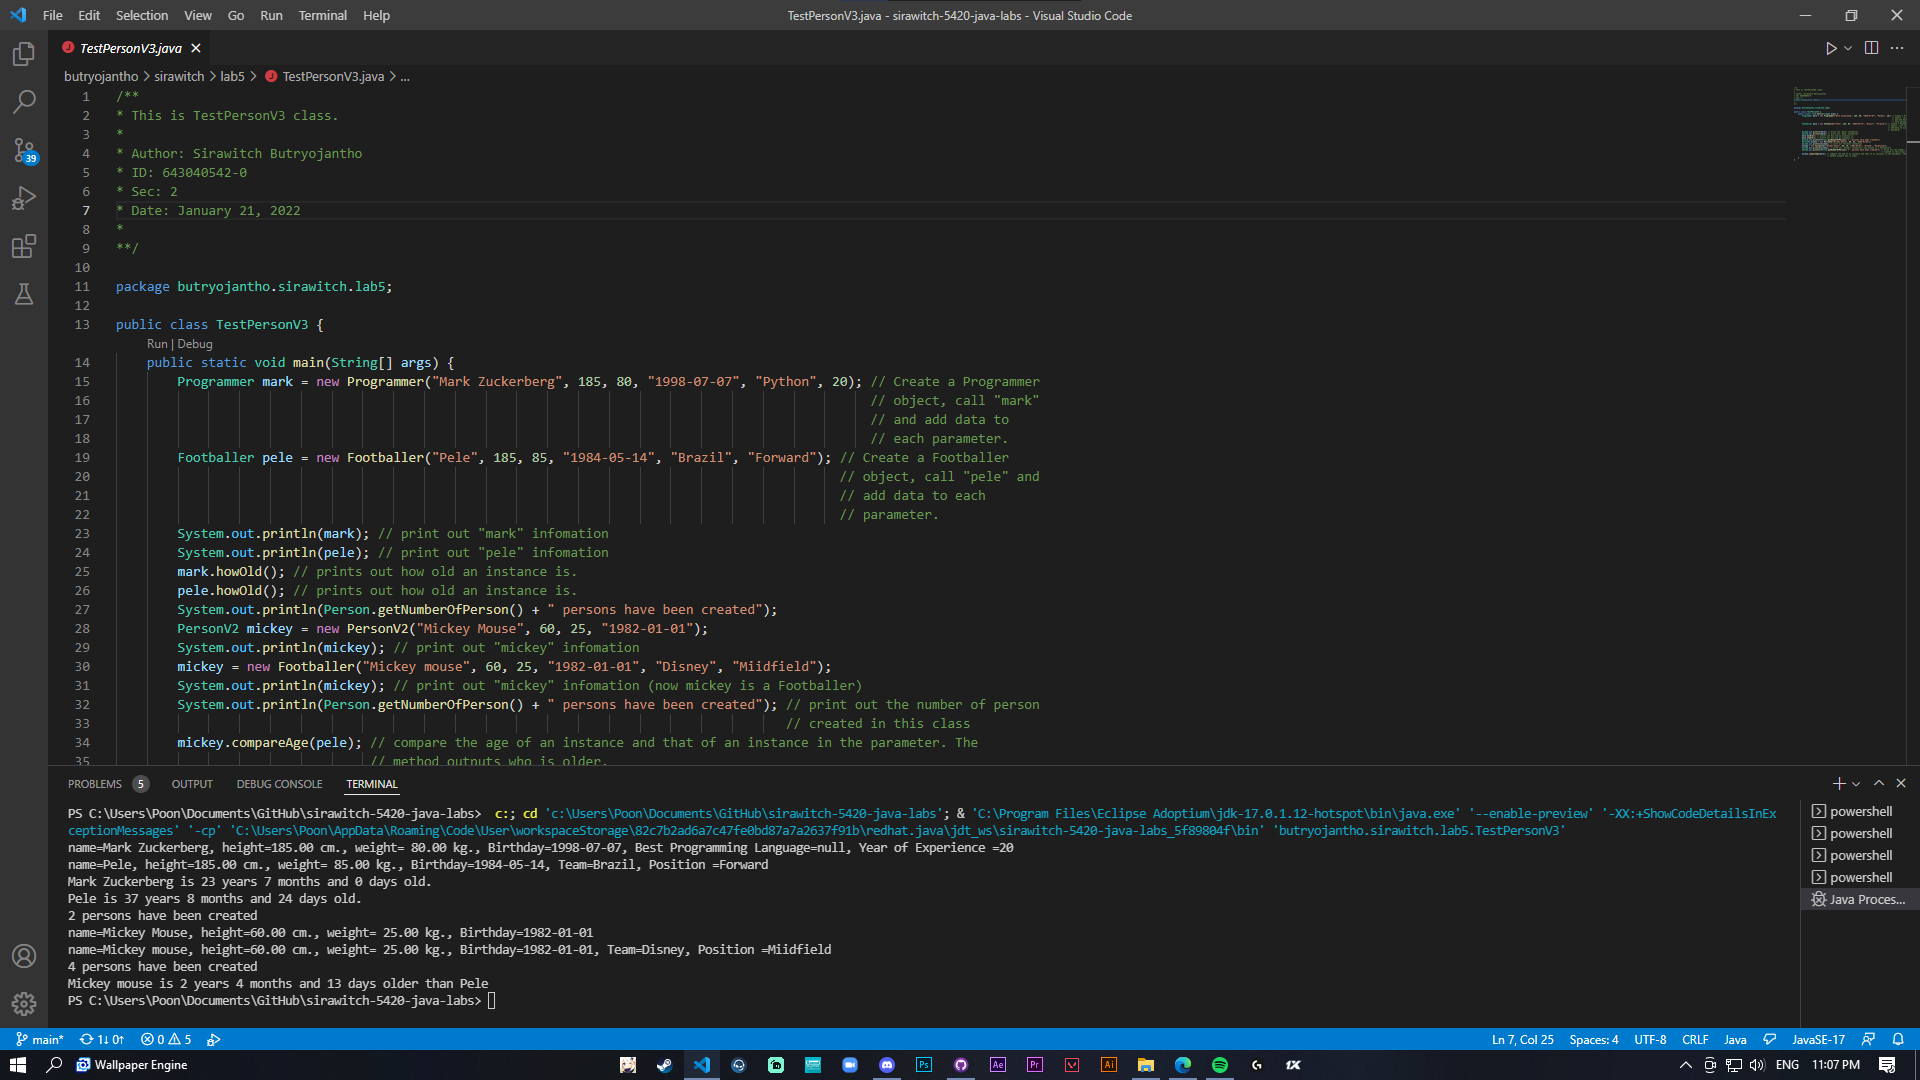 File Edit Selection View Go Run Terminal Help
TestPersonV3.java - sirawitch-5420-java-labs - Visual Studio Code
TestPersonV3.java
butryojantho > sirawitch > lab5 > TestPersonV3.java > ...
1 /**
2 * This is TestPersonV3 class.
3 *
4 * Author: Sirawitch Butryojantho
5 * ID: 643040542-0
6 * Sec: 2
7 * Date: January 21, 2022
8 *
9 **/
10
11 package butryojantho.sirawitch.lab5;
12
13 public class TestPersonV3 {
Run | Debug
14 public static void main(String[] args) {
15 Programmer mark = new Programmer("Mark Zuckerberg", 185, 80, "1998-07-07", "Python", 20); // Create a Programmer
16 // object, call "mark"
17 // and add data to
18 // each parameter.
19 Footballer pele = new Footballer("Pele", 185, 85, "1984-05-14", "Brazil", "Forward"); // Create a Footballer
20 // object, call "pele" and
21 // add data to each
22 // parameter.
23 System.out.println(mark); // print out "mark" infomation
24 System.out.println(pele); // print out "pele" infomation
25 mark.howOld(); // prints out how old an instance is.
26 pele.howOld(); // prints out how old an instance is.
27 System.out.println(Person.getNumberOfPerson() + " persons have been created");
28 PersonV2 mickey = new PersonV2("Mickey Mouse", 60, 25, "1982-01-01");
29 System.out.println(mickey); // print out "mickey" infomation
30 mickey = new Footballer("Mickey mouse", 60, 25, "1982-01-01", "Disney", "Miidfield");
31 System.out.println(mickey); // print out "mickey" infomation (now mickey is a Footballer)
32 System.out.println(Person.getNumberOfPerson() + " persons have been created"); // print out the number of person
33 // created in this class
34 mickey.compareAge(pele); // compare the age of an instance and that of an instance in the parameter. The
35 // method outputs who is older.
39
PROBLEMS 5 OUTPUT DEBUG CONSOLE TERMINAL
PS C:\Users\Poon\Documents\GitHub\sirawitch-5420-java-labs> c:; cd 'c:\Users\Poon\Documents\GitHub\sirawitch-5420-java-labs'; & 'C:\Program Files\Eclipse Adoptium\jdk-17.0.1.12-hotspot\bin\java.exe' '--enable-preview' '-XX:+ShowCodeDetailsInEx
ceptionMessages' '-cp' 'C:\Users\Poon\AppData\Roaming\Code\User\workspaceStorage\82c7b2ad6a7c47fe0bd87a7a2637f91b\redhat.java\jdt_ws\sirawitch-5420-java-labs_5f89804f\bin' 'butryojantho.sirawitch.lab5.TestPersonV3'
name=Mark Zuckerberg, height=185.00 cm., weight= 80.00 kg., Birthday=1998-07-07, Best Programming Language=null, Year of Experience =20
name=Pele, height=185.00 cm., weight= 85.00 kg., Birthday=1984-05-14, Team=Brazil, Position =Forward
Mark Zuckerberg is 23 years 7 months and 0 days old.
Pele is 37 years 8 months and 24 days old.
2 persons have been created
name=Mickey Mouse, height=60.00 cm., weight= 25.00 kg., Birthday=1982-01-01
name=Mickey mouse, height=60.00 cm., weight= 25.00 kg., Birthday=1982-01-01, Team=Disney, Position =Miidfield
4 persons have been created
Mickey mouse is 2 years 4 months and 13 days older than Pele
PS C:\Users\Poon\Documents\GitHub\sirawitch-5420-java-labs>
powershell
powershell
powershell
powershell
Java Proces...
main* 1↓ 0↑ 0 5
Ln 7, Col 25 Spaces: 4 UTF-8 CRLF Java JavaSE-17
Wallpaper Engine
Ps Ae Pr Ai
ENG 11:07 PM